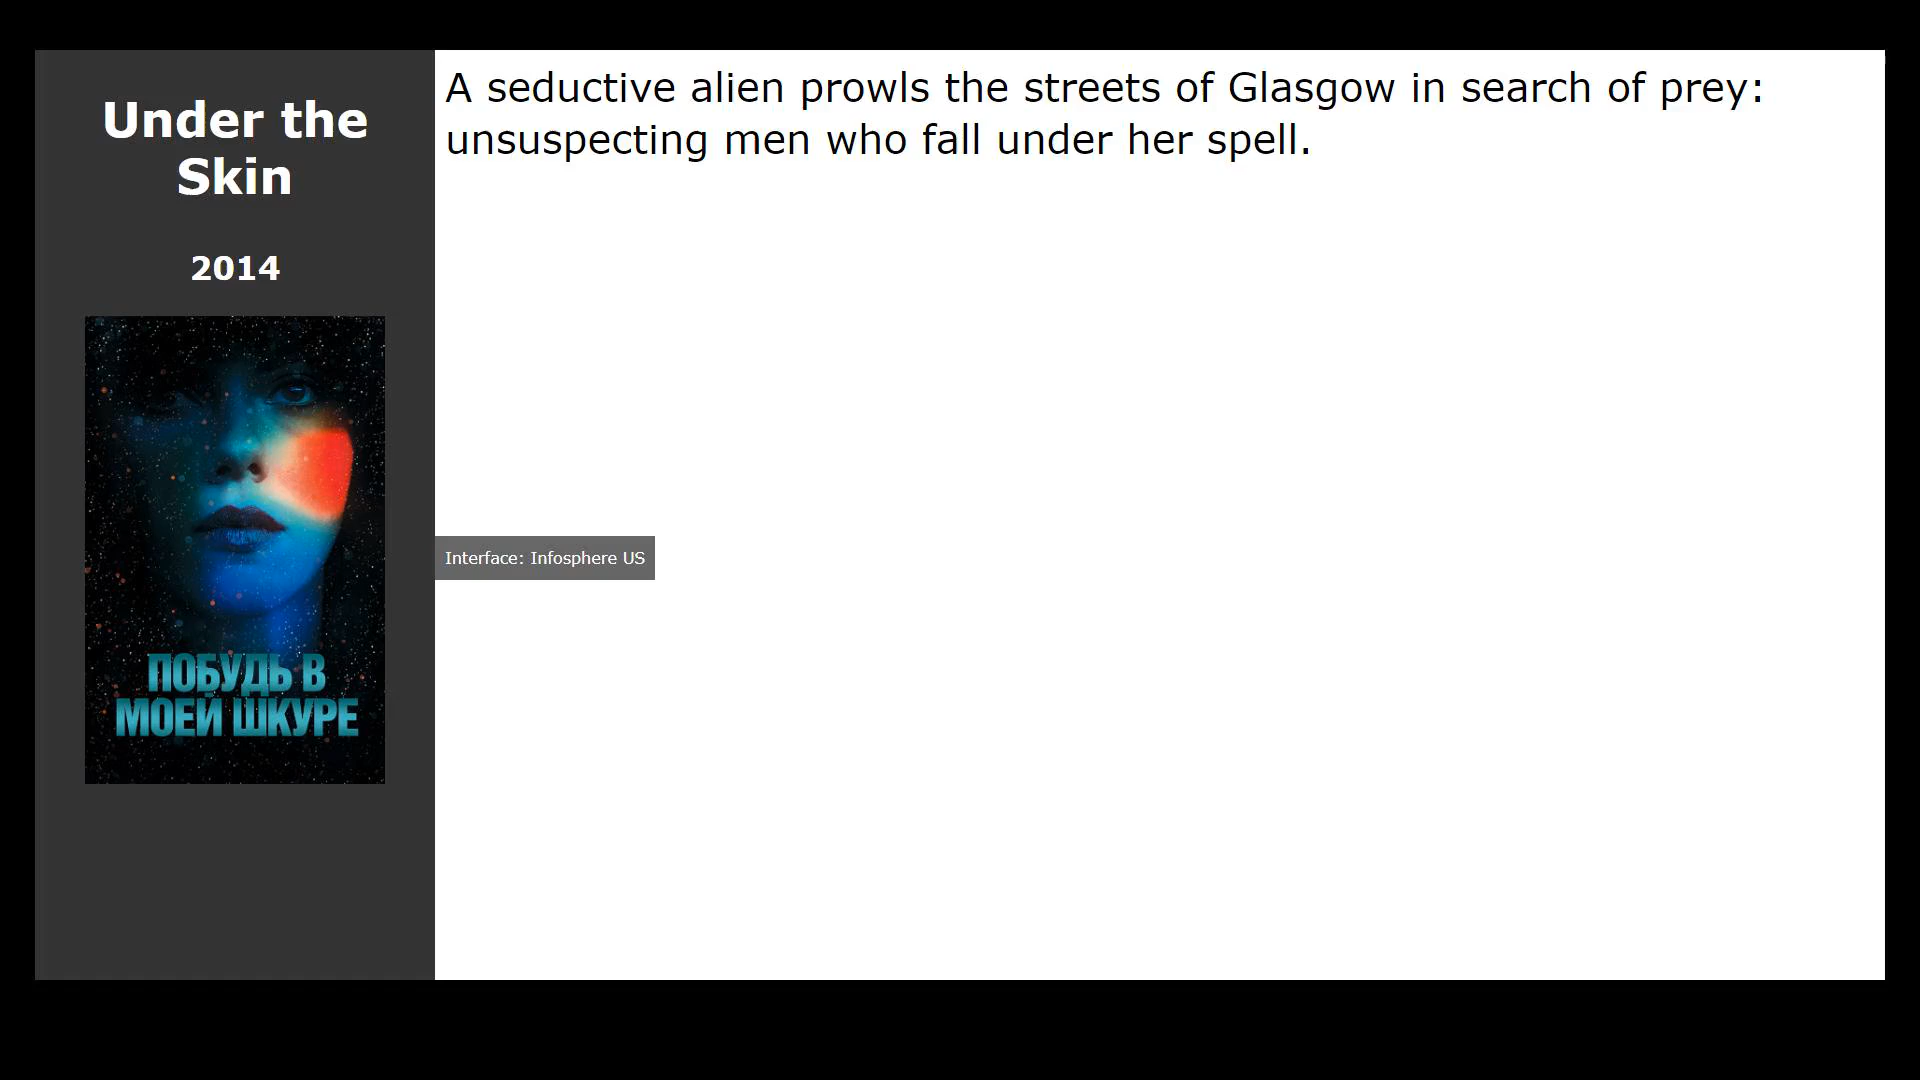 Under the
Skin
2014
ПОБУДЬ В
МОЕЙ ШКУРЕ
A seductive alien prowls the streets of Glasgow in search of prey:
unsuspecting men who fall under her spell.
Interface: Infosphere US